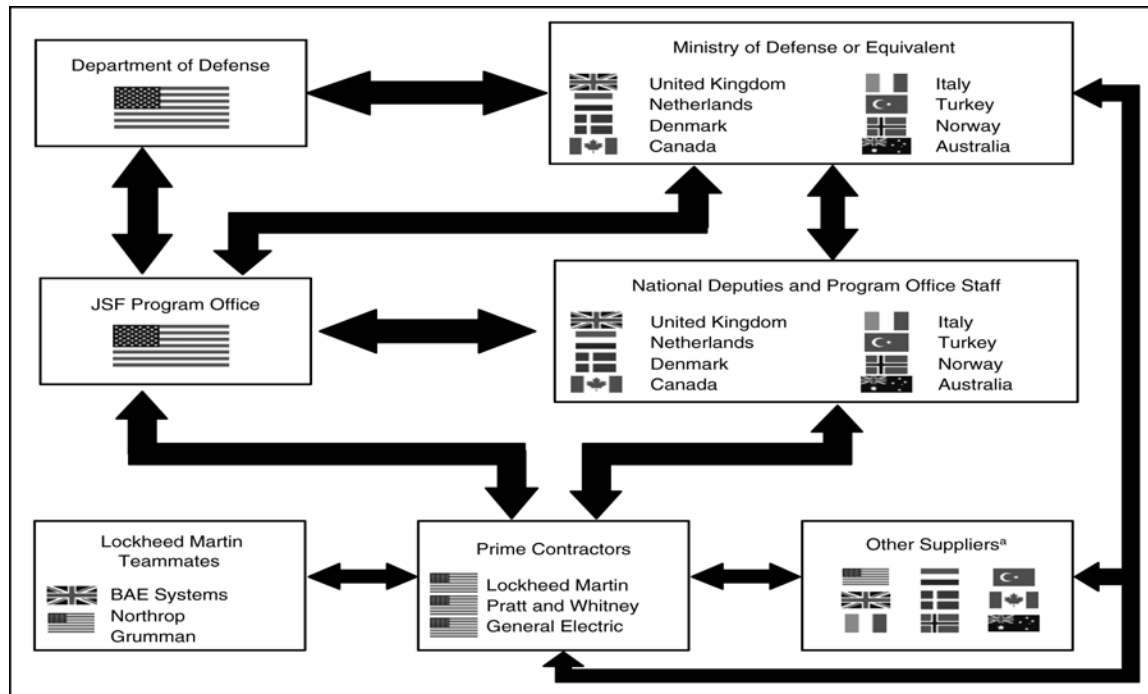 Department of Defense
Ministry of Defense or Equivalent
United Kingdom
Netherlands
Denmark
Canada
Italy
Turkey
Norway
Australia
JSF Program Office
National Deputies and Program Office Staff
United Kingdom
Netherlands
Denmark
Canada
Italy
Turkey
Norway
Australia
Lockheed Martin
Teammates
BAE Systems
Northrop
Grumman
Prime Contractors
Lockheed Martin
Pratt and Whitney
General Electric
Other Suppliersᵃ